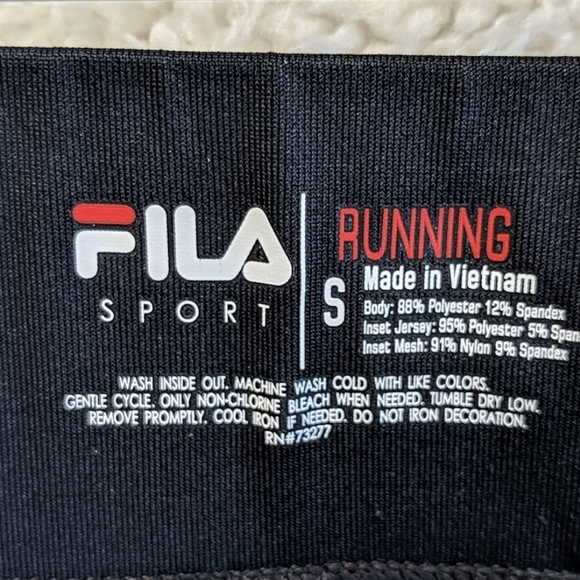 FILA
SPORT
RUNNING
S
Made in Vietnam
Body: 88% Polyester 12% Spandex
Inset Jersey: 95% Polyester 5% Span
Inset Mesh: 91% Nylon 9% Spandex
WASH INSIDE OUT. MACHINE WASH COLD WITH LIKE COLORS.
GENTLE CYCLE. ONLY NON-CHLORINE BLEACH WHEN NEEDED. TUMBLE DRY LOW.
REMOVE PROMPTLY. COOL IRON IF NEEDED. DO NOT IRON DECORATION.
RN#73277